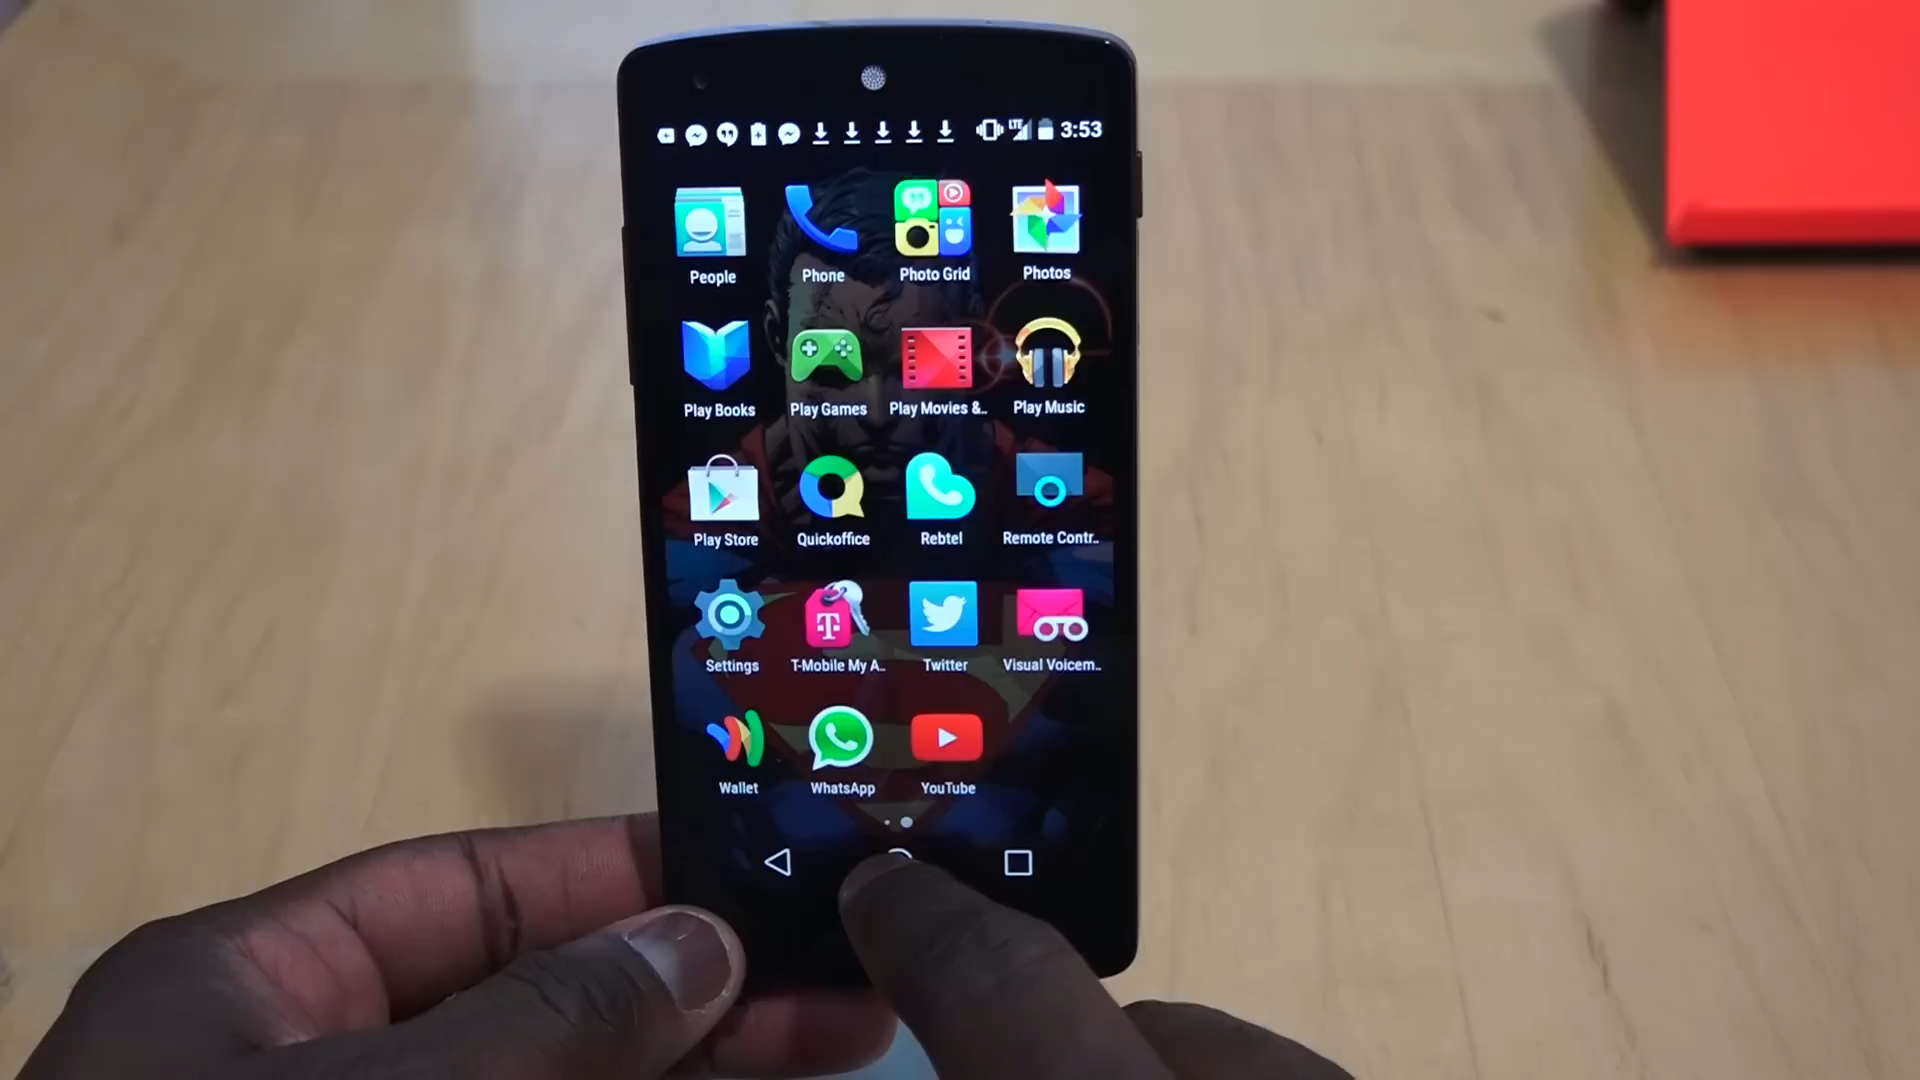 LTE 3:53
People Phone Photo Grid Photos
Play Books Play Games Play Movies &.. Play Music
Play Store Quickoffice Rebtel Remote Contr..
T
Settings T-Mobile My A.. Twitter Visual Voicem..
Wallet WhatsApp YouTube